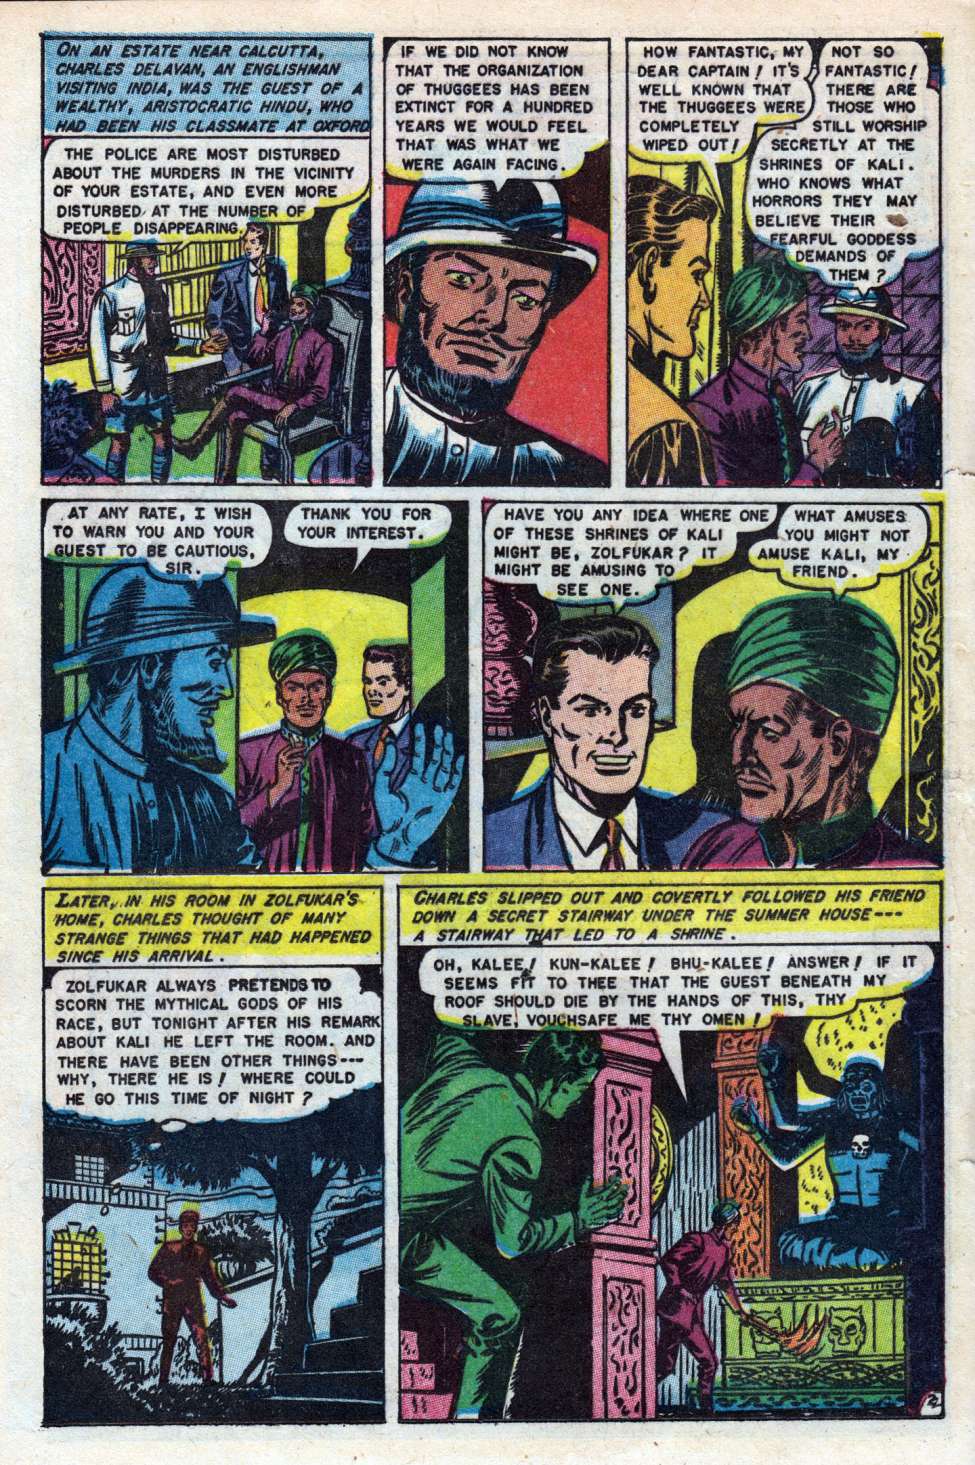 ON AN ESTATE NEAR CALCUTTA,
CHARLES DELAVAN, AN ENGLISHMAN
VISITING INDIA, WAS THE GUEST OF A
WEALTHY, ARISTOCRATIC HINDU, WHO
HAD BEEN HIS CLASSMATE AT OXFORD
THE POLICE ARE MOST DISTURBED
ABOUT THE MURDERS IN THE VICINITY
OF YOUR ESTATE, AND EVEN MORE
DISTURBED AT THE NUMBER OF
PEOPLE DISAPPEARING.
IF WE DID NOT KNOW
THAT THE ORGANIZATION
OF THUGGEES HAS BEEN
EXTINCT FOR A HUNDRED
YEARS WE WOULD FEEL
THAT WAS WHAT WE
WERE AGAIN FACING.
HOW FANTASTIC, MY
DEAR CAPTAIN! IT'S
WELL KNOWN THAT
THE THUGGEES WERE
COMPLETELY
WIPED OUT!
NOT SO
FANTASTIC!
THERE ARE
THOSE WHO
STILL WORSHIP
SECRETLY AT THE
SHRINES OF KALI.
WHO KNOWS WHAT
HORRORS THEY MAY
BELIEVE THEIR
FEARFUL GODDESS
DEMANDS OF
THEM?
AT ANY RATE, I WISH
TO WARN YOU AND YOUR
GUEST TO BE CAUTIOUS,
SIR.
THANK YOU FOR
YOUR INTEREST.
HAVE YOU ANY IDEA WHERE ONE
OF THESE SHRINES OF KALI
MIGHT BE, ZOLFUKAR? IT
MIGHT BE AMUSING TO
SEE ONE.
WHAT AMUSES
YOU MIGHT NOT
AMUSE KALI, MY
FRIEND.
LATER, IN HIS ROOM IN ZOLFUKAR'S
HOME, CHARLES THOUGHT OF MANY
STRANGE THINGS THAT HAD HAPPENED
SINCE HIS ARRIVAL.
ZOLFUKAR ALWAYS PRETENDS TO
SCORN THE MYTHICAL GODS OF HIS
RACE, BUT TONIGHT AFTER HIS REMARK
ABOUT KALI HE LEFT THE ROOM. AND
THERE HAVE BEEN OTHER THINGS---
WHY, THERE HE IS! WHERE COULD
HE GO THIS TIME OF NIGHT?
CHARLES SLIPPED OUT AND COVERTLY FOLLOWED HIS FRIEND
DOWN A SECRET STAIRWAY UNDER THE SUMMER HOUSE---
A STAIRWAY THAT LED TO A SHRINE.
OH, KALEE! KUN-KALEE! BHU-KALEE! ANSWER! IF IT
SEEMS FIT TO THEE THAT THE GUEST BENEATH MY
ROOF SHOULD DIE BY THE HANDS OF THIS, THY
SLAVE, VOUCHSAFE ME THY OMEN!
2